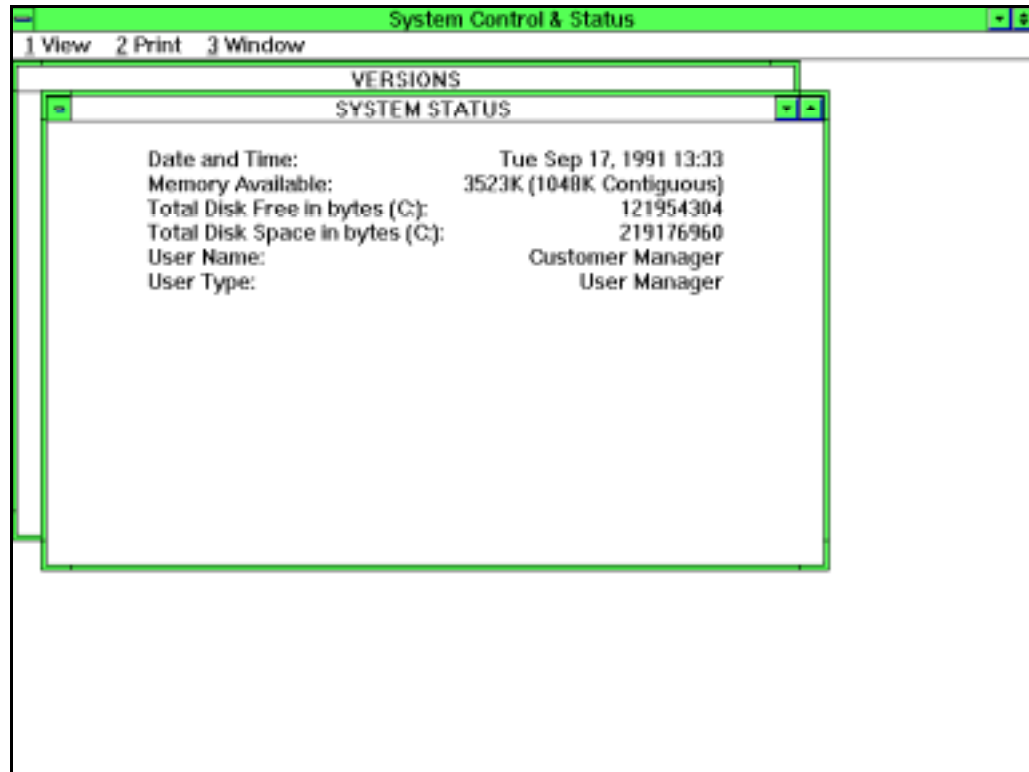 System Control & Status
1 View 2 Print 3 Window
VERSIONS
SYSTEM STATUS
Date and Time: Tue Sep 17, 1991 13:33
Memory Available: 3523K (1048K Contiguous)
Total Disk Free in bytes (C:): 121954304
Total Disk Space in bytes (C:): 219176960
User Name: Customer Manager
User Type: User Manager